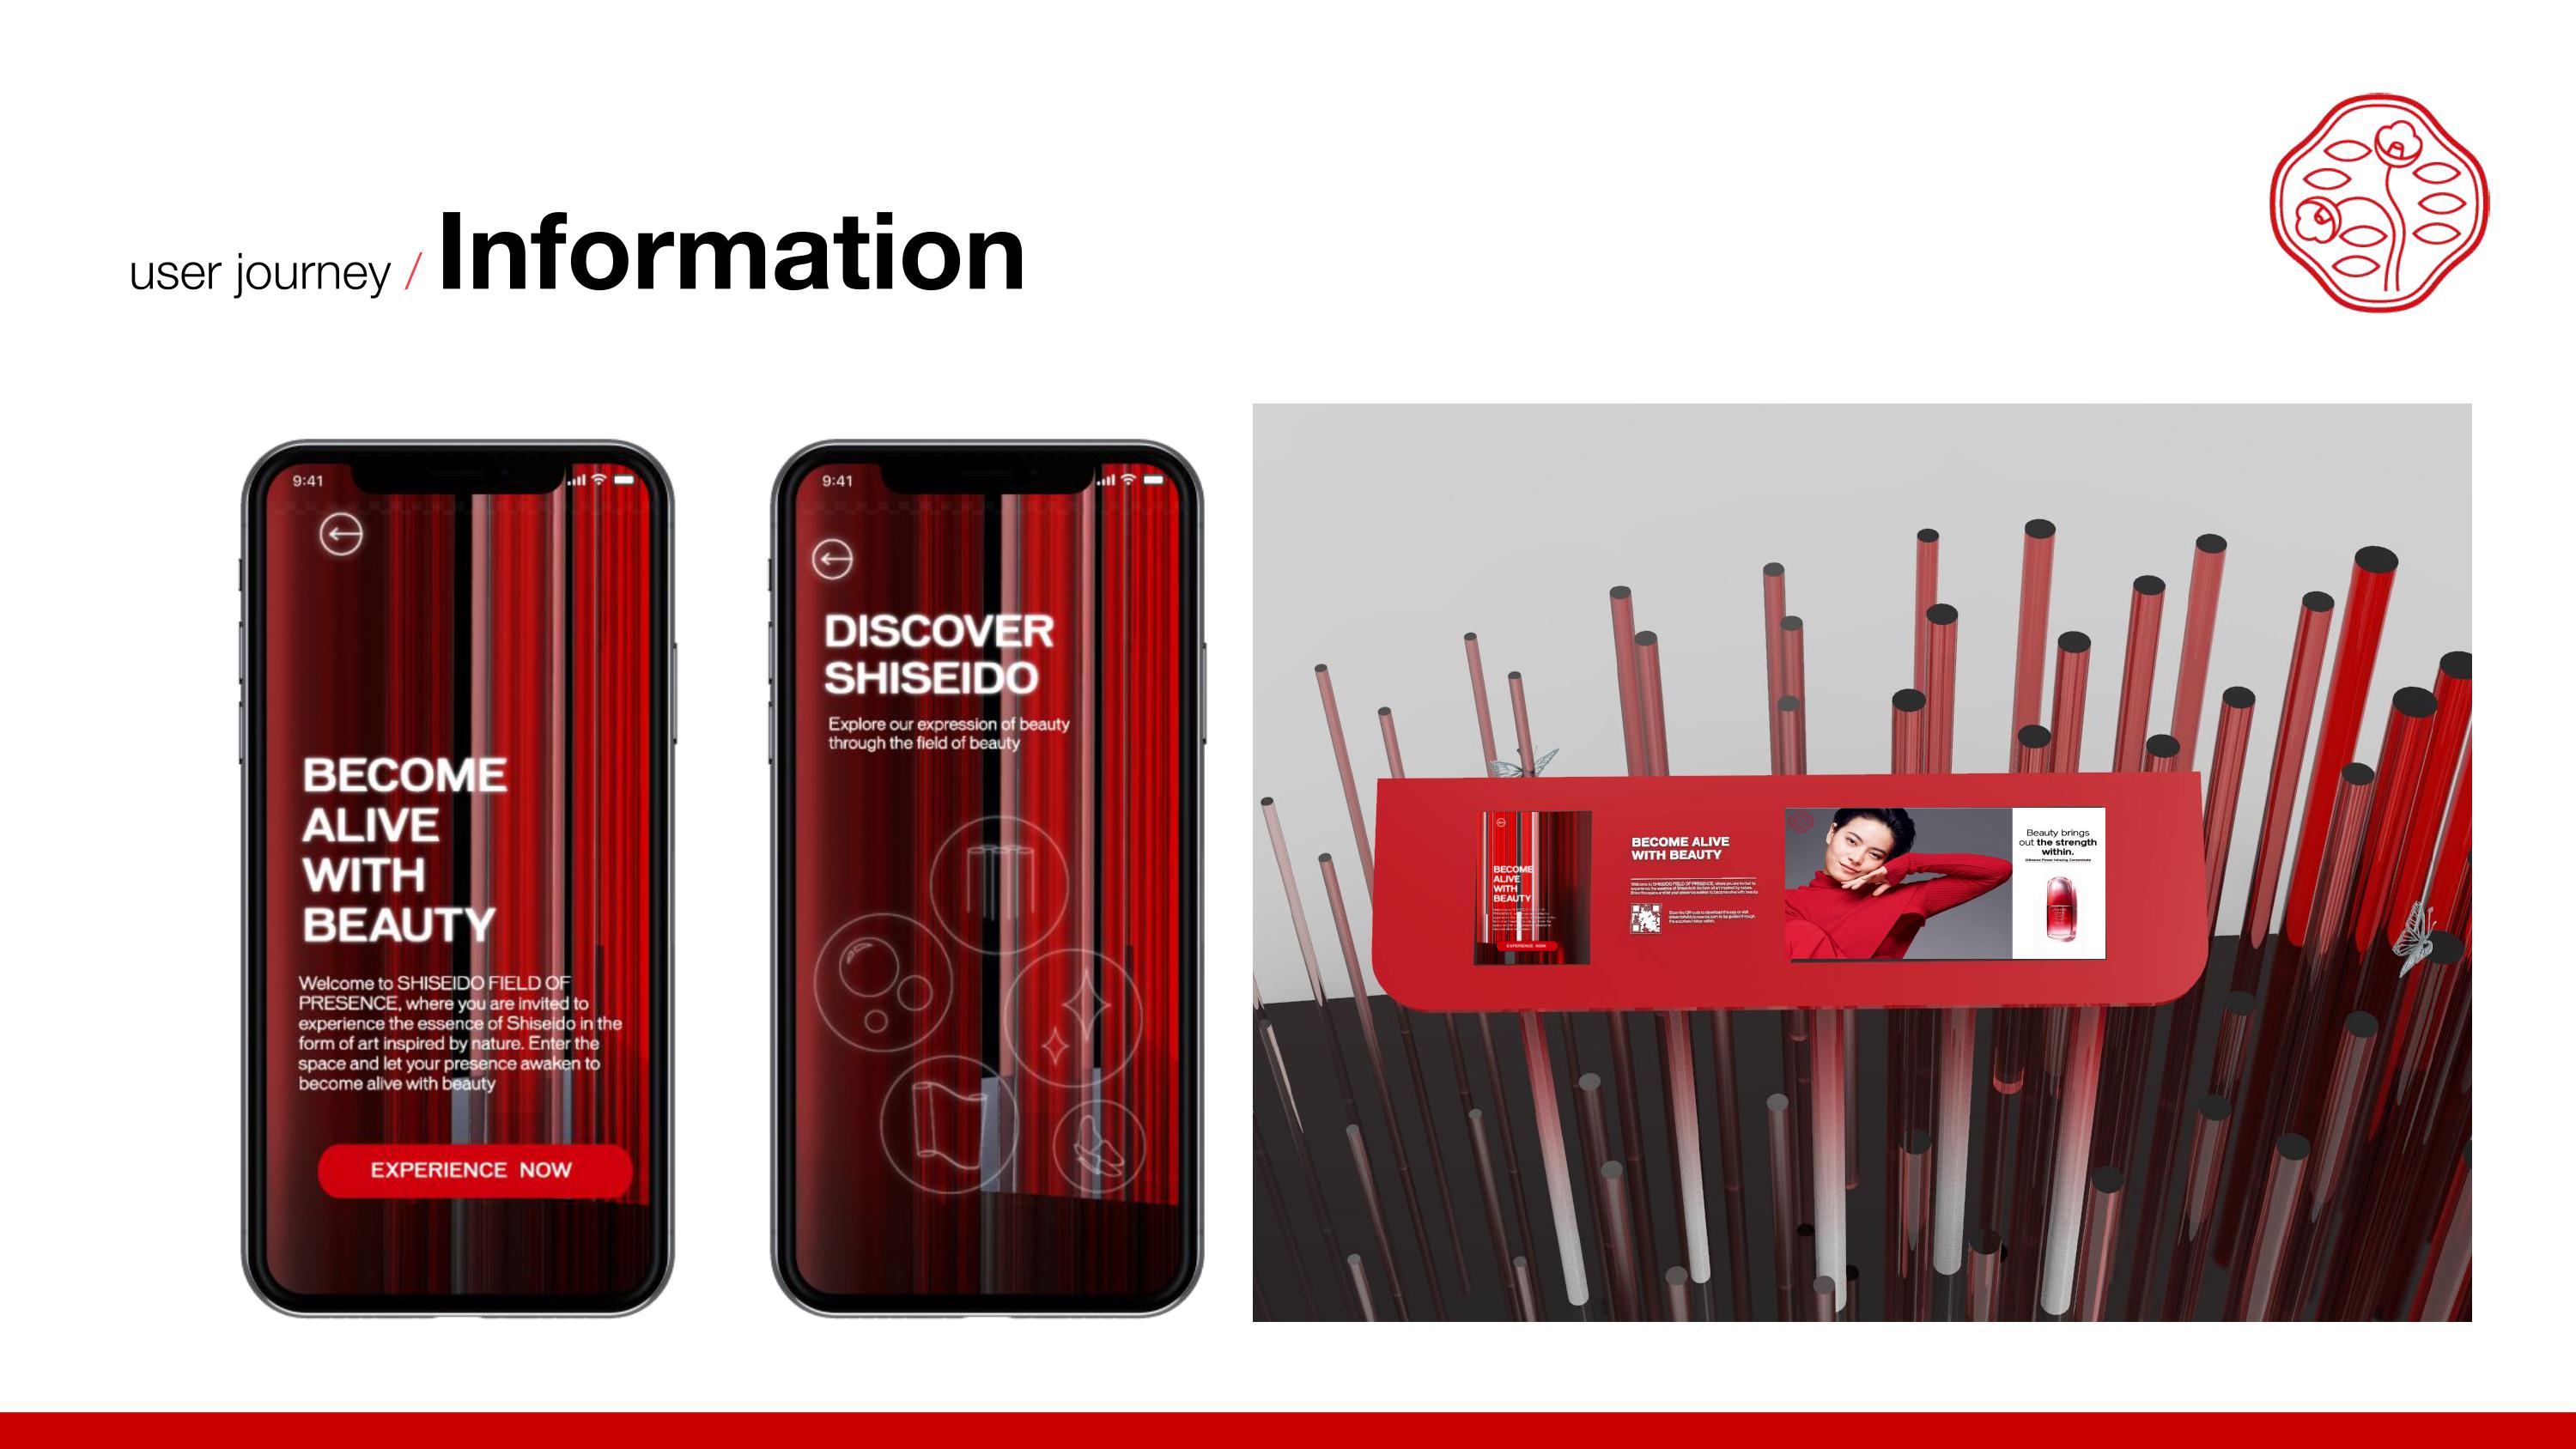 user journey / Information
9:41
BECOME
ALIVE
WITH
BEAUTY
Welcome to SHISEIDO FIELD OF
PRESENCE, where you are invited to
experience the essence of Shiseido in the
form of art inspired by nature. Enter the
space and let your presence awaken to
become alive with beauty
EXPERIENCE NOW
9:41
DISCOVER
SHISEIDO
Explore our expression of beauty
through the field of beauty
BECOME
ALIVE
WITH
BEAUTY
EXPERIENCE NOW
BECOME ALIVE
WITH BEAUTY
Beauty brings
out the strength
within.